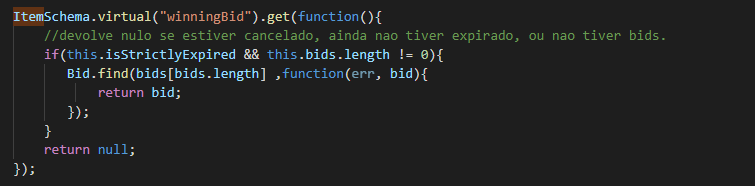 ItemSchema.virtual("winningBid").get(function(){
//devolve nulo se estiver cancelado, ainda nao tiver expirado, ou nao tiver bids.
if(this.isStrictlyExpired && this.bids.length != 0){
Bid.find(bids[bids.length] ,function(err, bid){
return bid;
});
}
return null;
});